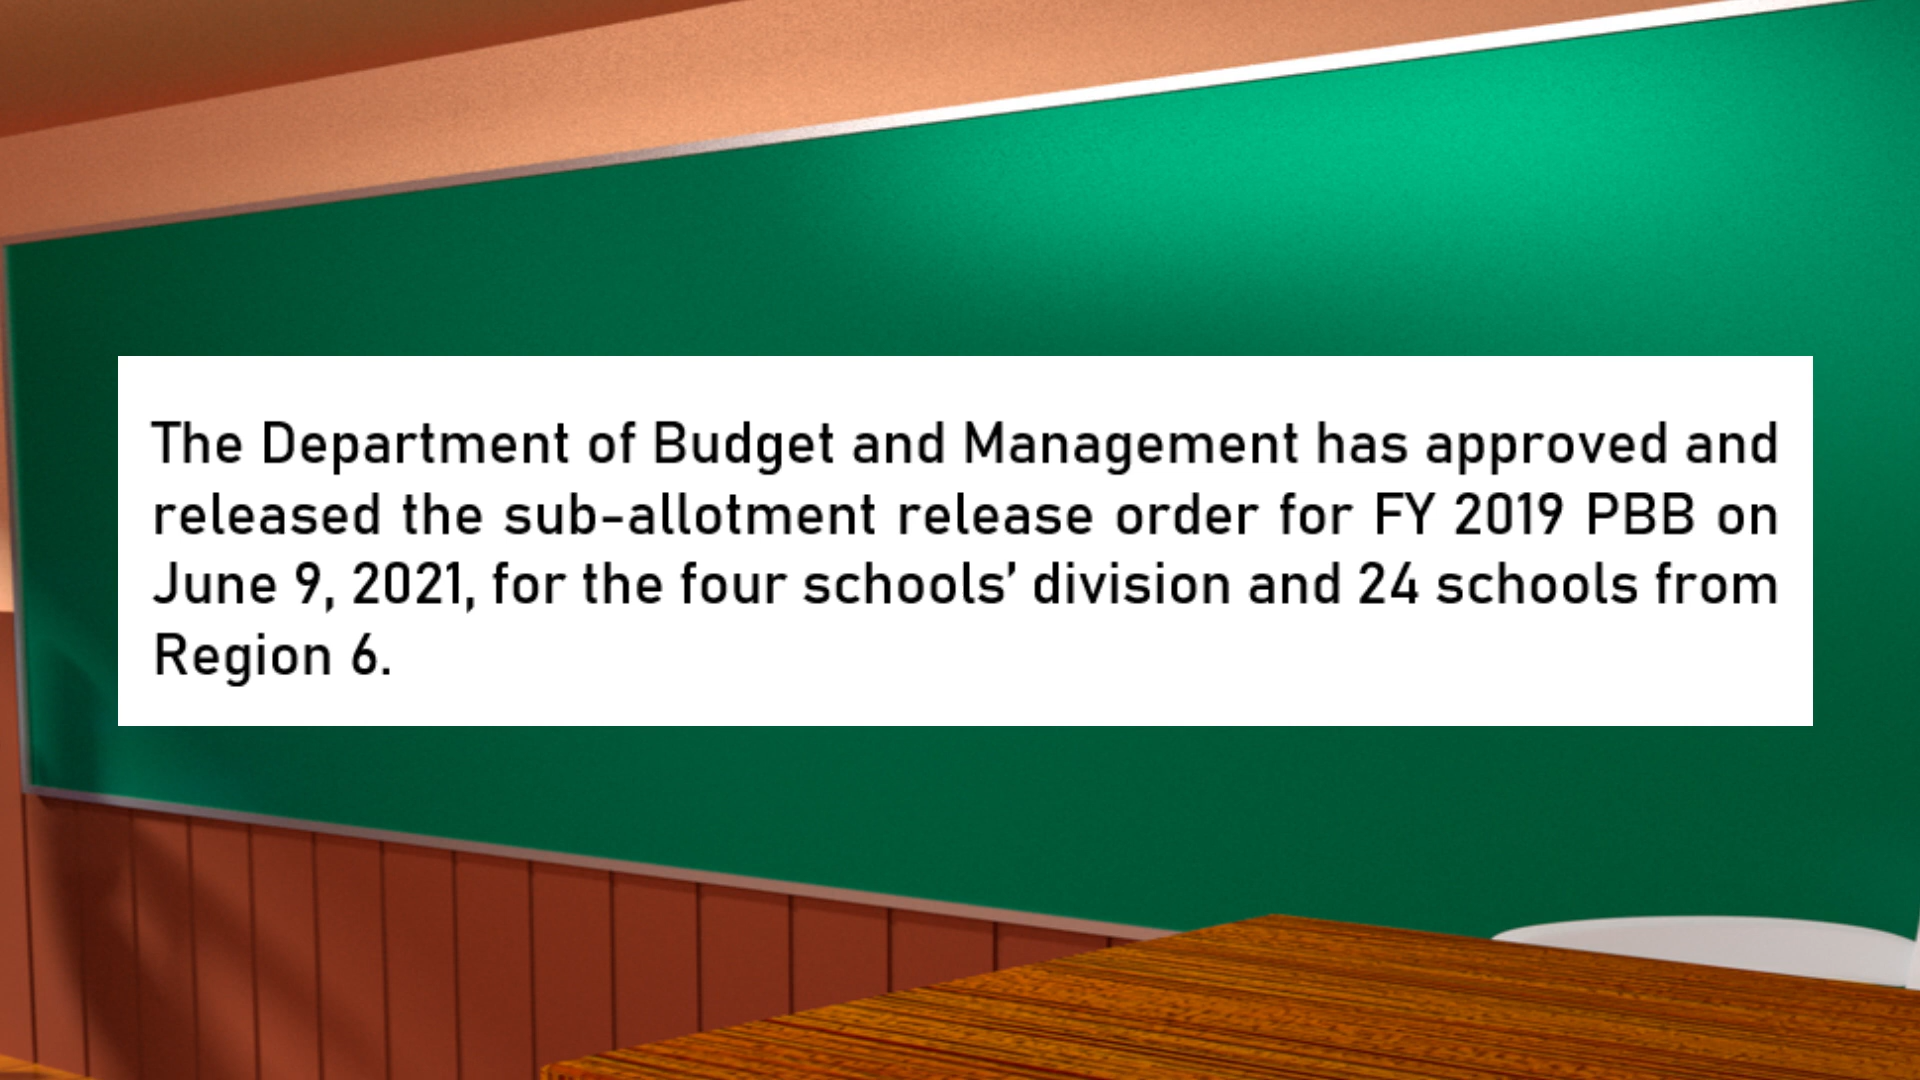 The Department of Budget and Management has approved and
released the sub-allotment release order for FY 2019 PBB on
June 9, 2021, for the four schools’ division and 24 schools from
Region 6.